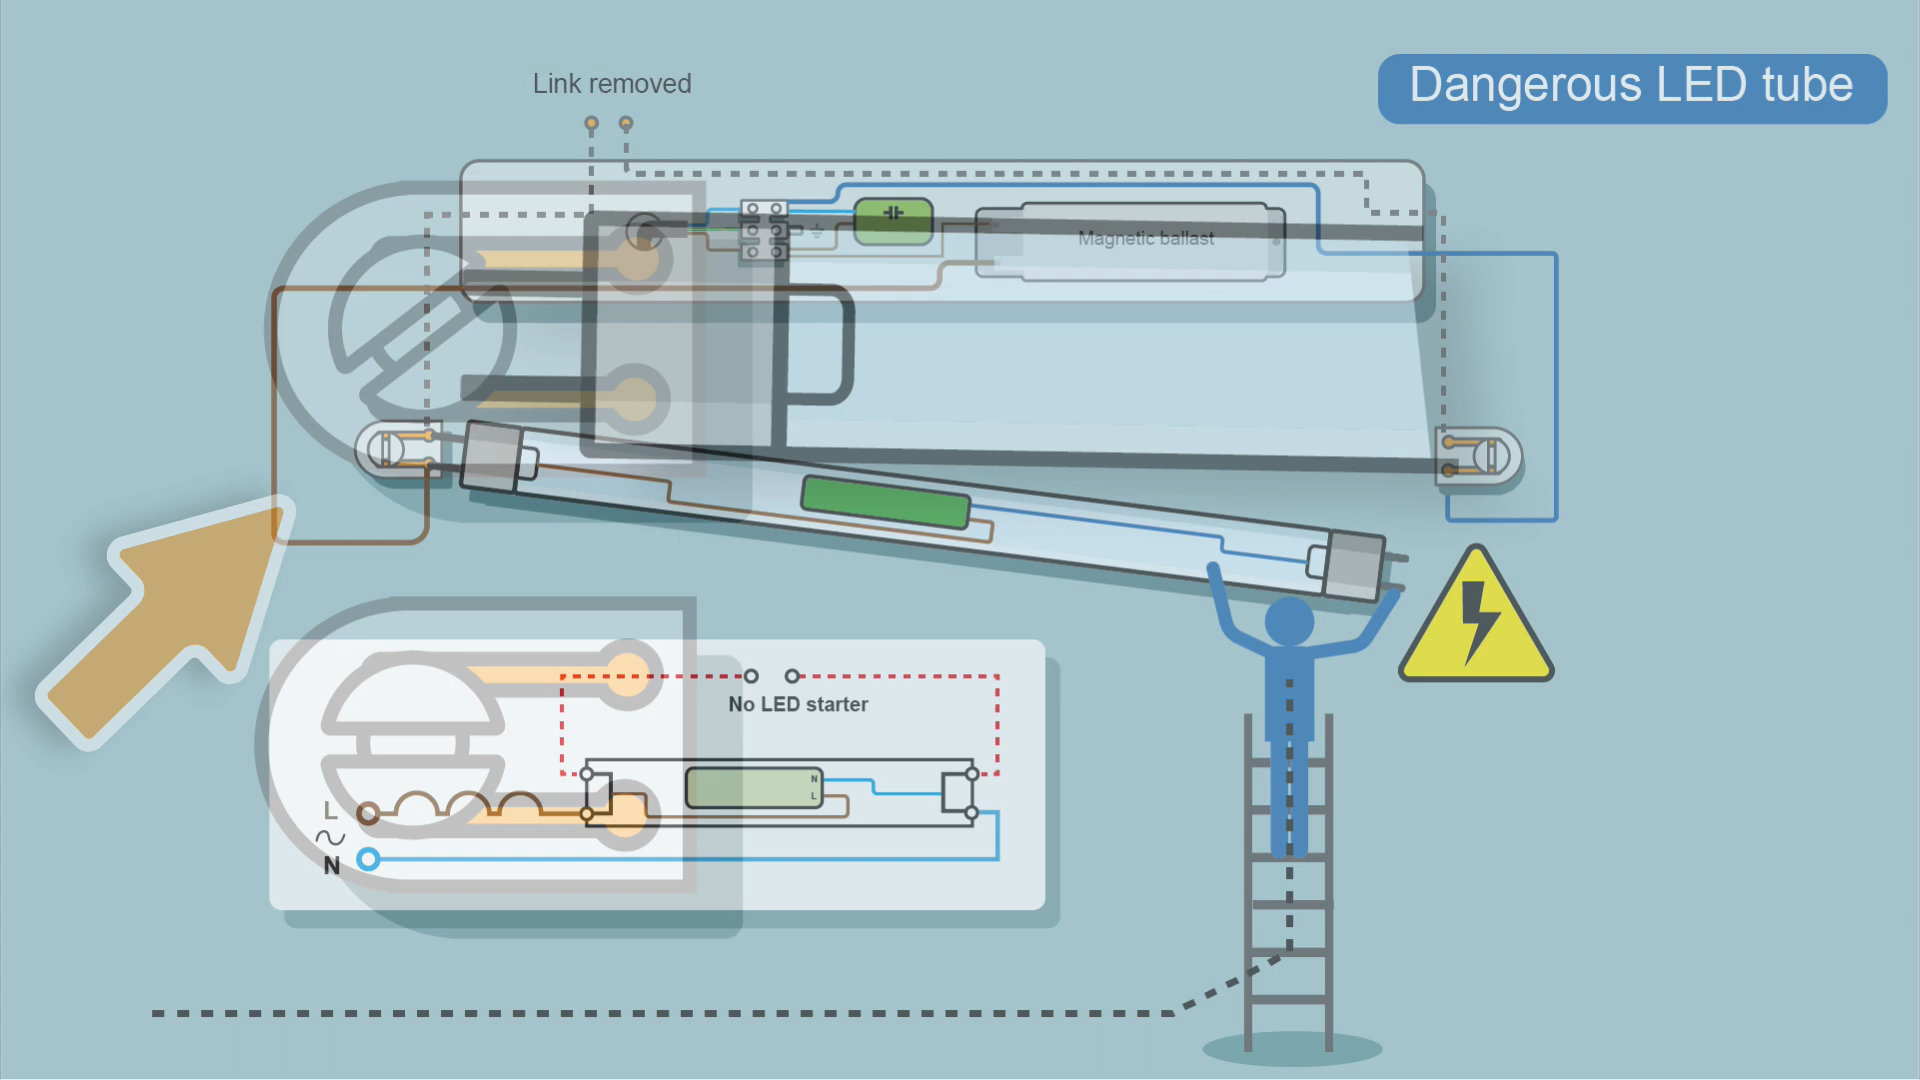 Link removed
Dangerous LED tube
Magnetic ballast
No LED starter
N
L
L
N